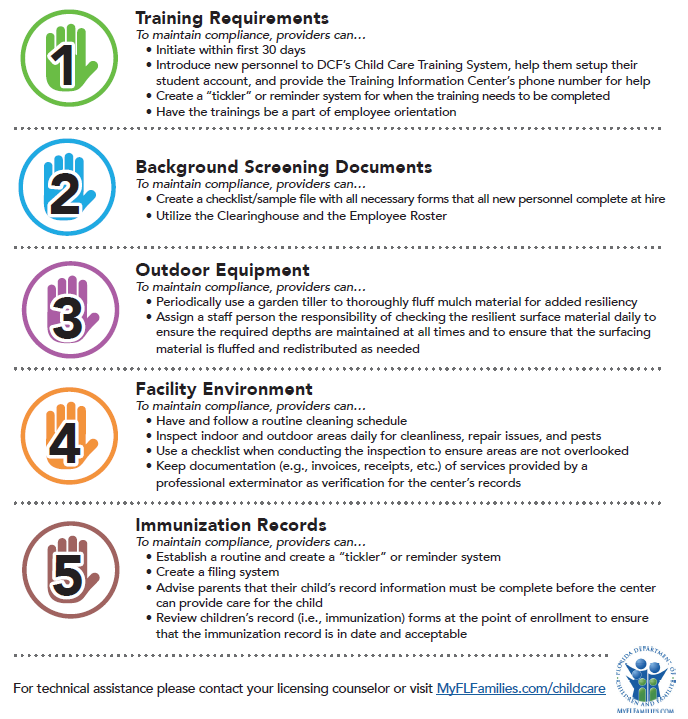 1
Training Requirements
To maintain compliance, providers can…
• Initiate within first 30 days
• Introduce new personnel to DCF's Child Care Training System, help them setup their
student account, and provide the Training Information Center's phone number for help
• Create a "tickler" or reminder system for when the training needs to be completed
• Have the trainings be a part of employee orientation
2
Background Screening Documents
To maintain compliance, providers can…
• Create a checklist/sample file with all necessary forms that all new personnel complete at hire
• Utilize the Clearinghouse and the Employee Roster
3
Outdoor Equipment
To maintain compliance, providers can…
• Periodically use a garden tiller to thoroughly fluff mulch material for added resiliency
• Assign a staff person the responsibility of checking the resilient surface material daily to
ensure the required depths are maintained at all times and to ensure that the surfacing
material is fluffed and redistributed as needed
4
Facility Environment
To maintain compliance, providers can…
• Have and follow a routine cleaning schedule
• Inspect indoor and outdoor areas daily for cleanliness, repair issues, and pests
• Use a checklist when conducting the inspection to ensure areas are not overlooked
• Keep documentation (e.g., invoices, receipts, etc.) of services provided by a
professional exterminator as verification for the center's records
5
Immunization Records
To maintain compliance, providers can…
• Establish a routine and create a "tickler" or reminder system
• Create a filing system
• Advise parents that their child's record information must be complete before the center
can provide care for the child
• Review children's record (i.e., immunization) forms at the point of enrollment to ensure
that the immunization record is in date and acceptable
For technical assistance please contact your licensing counselor or visit MyFLFamilies.com/childcare
FLORIDA DEPARTMENT OF CHILDREN AND FAMILIES
MYFLFAMILIES.COM